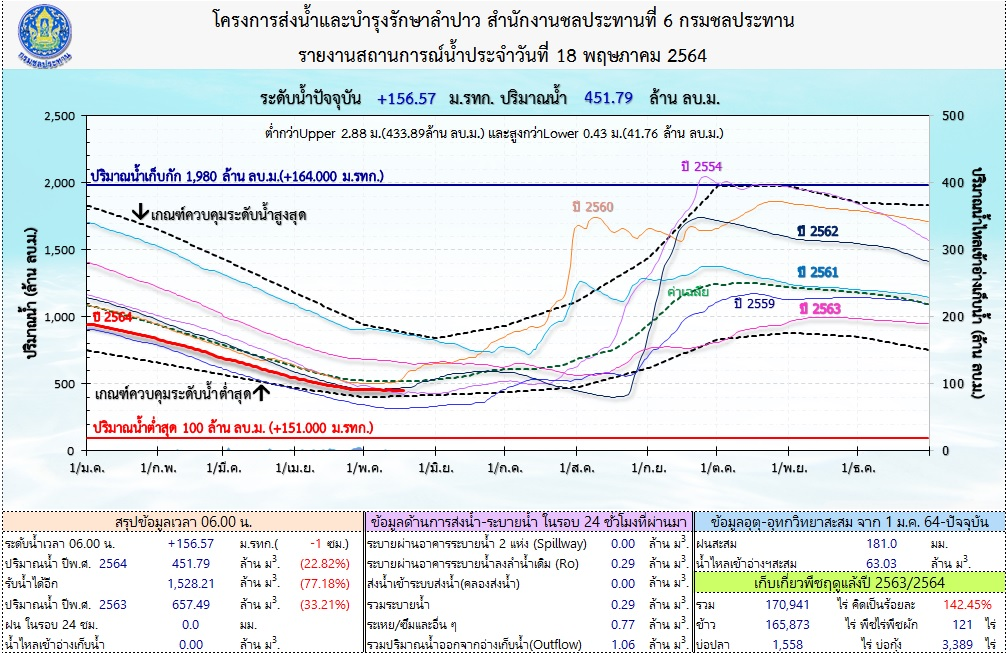 กรมชลประทาน
โครงการส่งน้ำและบำรุงรักษาลำปาว สำนักงานชลประทานที่ 6 กรมชลประทาน
รายงานสถานการณ์น้ำประจำวันที่ 18 พฤษภาคม 2564
ระดับน้ำปัจจุบัน +156.57 ม.รทก. ปริมาณน้ำ 451.79 ล้าน ลบ.ม.
ต่ำกว่าUpper 2.88 ม.(433.89ล้าน ลบ.ม.) และสูงกว่าLower 0.43 ม.(41.76 ล้าน ลบ.ม.)
ปริมาณน้ำ (ล้าน ลบ.ม.)
2,500
2,000
1,500
1,000
500
0
ปริมาณน้ำเก็บกัก 1,980 ล้าน ลบ.ม.(+164.000 ม.รทก.)
เกณฑ์ควบคุมระดับน้ำสูงสุด
ปี 2554
ปี 2560
ปี 2562
ปี 2561
ค่าเฉลี่ย
ปี 2559
ปี 2563
ปี 2564
เกณฑ์ควบคุมระดับน้ำต่ำสุด
ปริมาณน้ำต่ำสุด 100 ล้าน ลบ.ม. (+151.000 ม.รทก.)
500
400
300
200
100
0
ปริมาณน้ำไหลเข้าอ่างเก็บน้ำ (ล้าน ลบ.ม.)
1/ม.ค. 1/ก.พ. 1/มี.ค. 1/เม.ย. 1/พ.ค. 1/มิ.ย. 1/ก.ค. 1/ส.ค. 1/ก.ย. 1/ต.ค. 1/พ.ย. 1/ธ.ค.
สรุปข้อมูลเวลา 06.00 น.
ระดับน้ำเวลา 06.00 น. +156.57 ม.รทก.( -1 ซม.)
ปริมาณน้ำ ปีพ.ศ. 2564 451.79 ล้าน ม³. (22.82%)
รับน้ำได้อีก 1,528.21 ล้าน ม³. (77.18%)
ปริมาณน้ำ ปีพ.ศ. 2563 657.49 ล้าน ม³. (33.21%)
ฝน ในรอบ 24 ชม. 0.0 มม.
น้ำไหลเข้าอ่างเก็บน้ำ 0.00 ล้าน ม³.
ข้อมูลด้านการส่งน้ำ-ระบายน้ำ ในรอบ 24 ชั่วโมงที่ผ่านมา
ระบายผ่านอาคารระบายน้ำ 2 แห่ง (Spillway) 0.00 ล้าน ม³.
ระบายผ่านอาคารระบายน้ำลงลำน้ำเดิม (Ro) 0.29 ล้าน ม³.
ส่งน้ำเข้าระบบส่งน้ำ(คลองส่งน้ำ) 0.00 ล้าน ม³.
รวมระบายน้ำ 0.29 ล้าน ม³.
ระเหย/ซึมและอื่น ๆ 0.77 ล้าน ม³.
รวมปริมาณน้ำออกจากอ่างเก็บน้ำ(Outflow) 1.06 ล้าน ม³.
ข้อมูลอุตุ-อุทกวิทยาสะสม จาก 1 ม.ค. 64-ปัจจุบัน
ฝนสะสม 181.0 มม.
น้ำไหลเข้าอ่างฯสะสม 63.03 ล้าน ม³.
เก็บเกี่ยวพืชฤดูแล้งปี 2563/2564
รวม 170,941 ไร่ คิดเป็นร้อยละ 142.45%
ข้าว 165,873 ไร่ พืชไร่พืชผัก 121 ไร่
บ่อปลา 1,558 ไร่ บ่อกุ้ง 3,389 ไร่